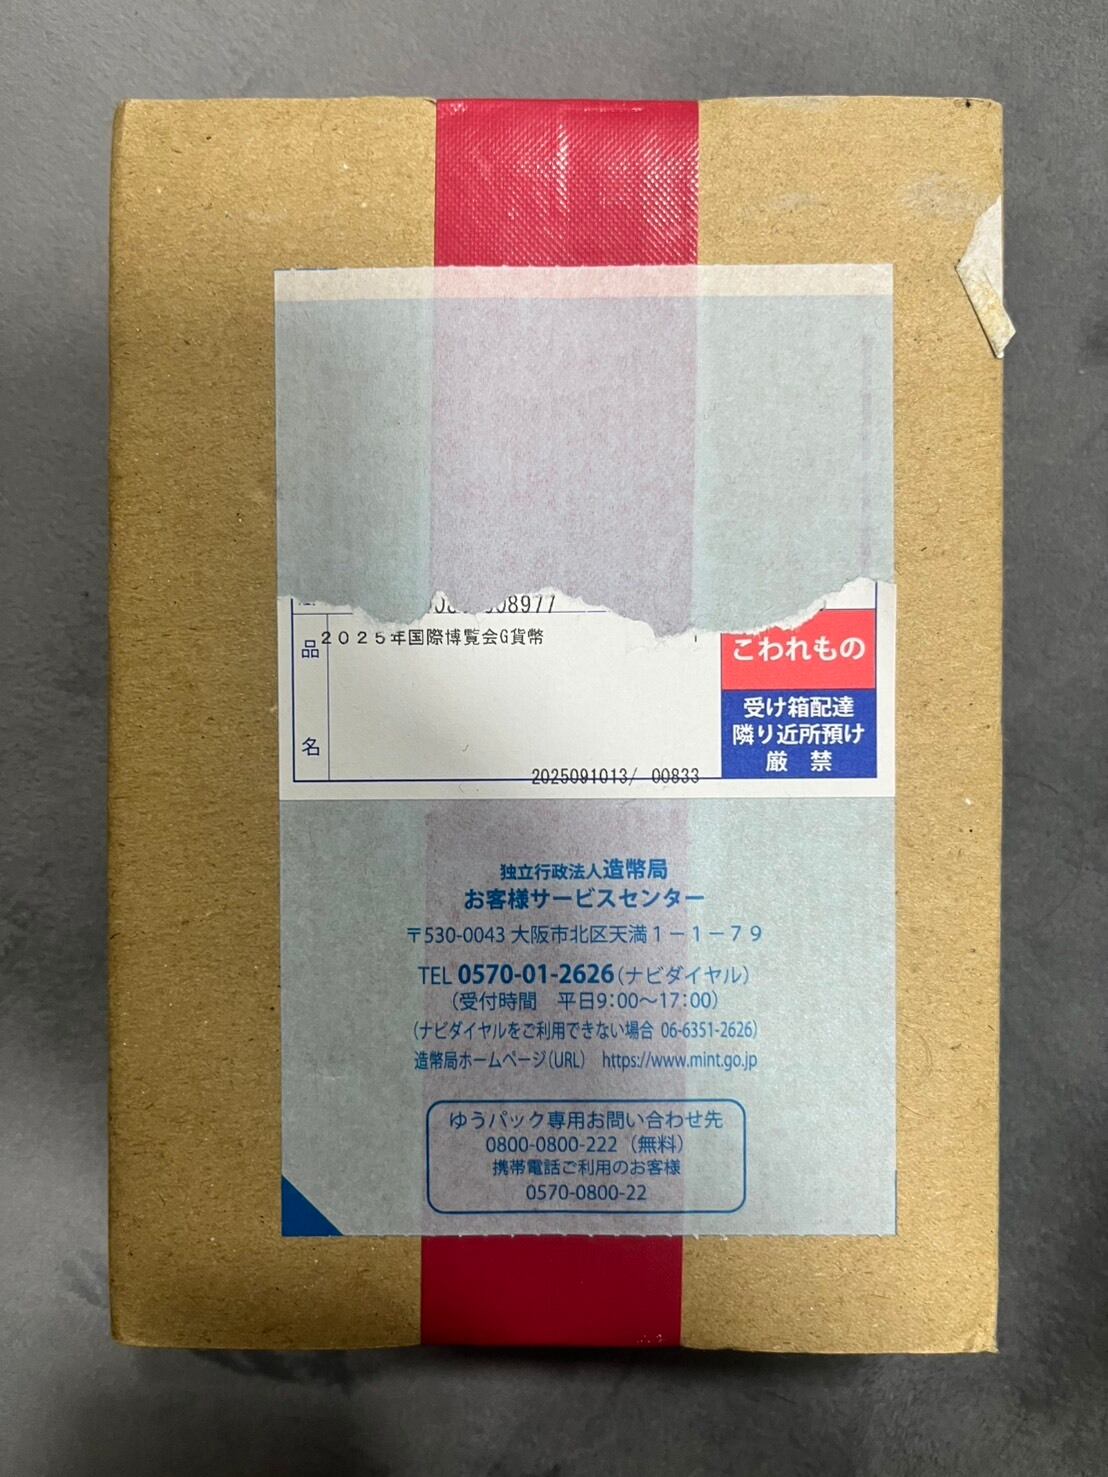 08977
品
2025年国際博覧会G貨幣
名
2025091013/ 00833
こわれもの
受け箱配達
隣り近所預け
厳 禁
独立行政法人造幣局
お客様サービスセンター
〒530-0043 大阪市北区天満1-1-79
TEL 0570-01-2626(ナビダイヤル)
(受付時間 平日9:00~17:00)
(ナビダイヤルをご利用できない場合 06-6351-2626)
造幣局ホームページ(URL) https://www.mint.go.jp
ゆうパック専用お問い合わせ先
0800-0800-222(無料)
携帯電話ご利用のお客様
0570-0800-22